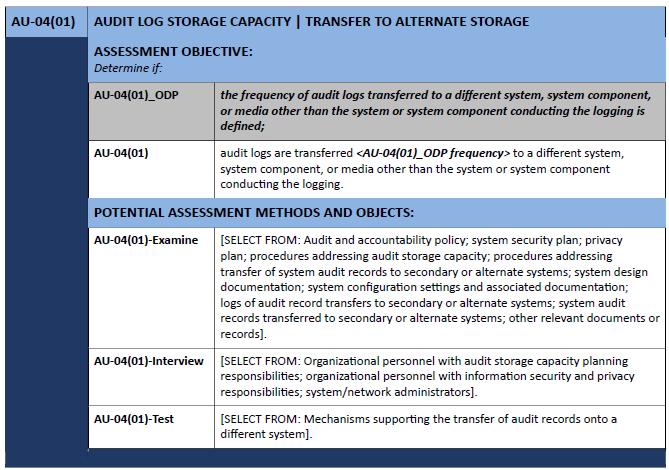 AU-04(01) AUDIT LOG STORAGE CAPACITY | TRANSFER TO ALTERNATE STORAGE
ASSESSMENT OBJECTIVE:
Determine if:
AU-04(01)_ODP the frequency of audit logs transferred to a different system, system component,
or media other than the system or system component conducting the logging is
defined;
AU-04(01) audit logs are transferred <AU-04(01)_ODP frequency> to a different system,
system component, or media other than the system or system component
conducting the logging.
POTENTIAL ASSESSMENT METHODS AND OBJECTS:
AU-04(01)-Examine [SELECT FROM: Audit and accountability policy; system security plan; privacy
plan; procedures addressing audit storage capacity; procedures addressing
transfer of system audit records to secondary or alternate systems; system design
documentation; system configuration settings and associated documentation;
logs of audit record transfers to secondary or alternate systems; system audit
records transferred to secondary or alternate systems; other relevant documents or
records].
AU-04(01)-Interview [SELECT FROM: Organizational personnel with audit storage capacity planning
responsibilities; organizational personnel with information security and privacy
responsibilities; system/network administrators].
AU-04(01)-Test [SELECT FROM: Mechanisms supporting the transfer of audit records onto a
different system].